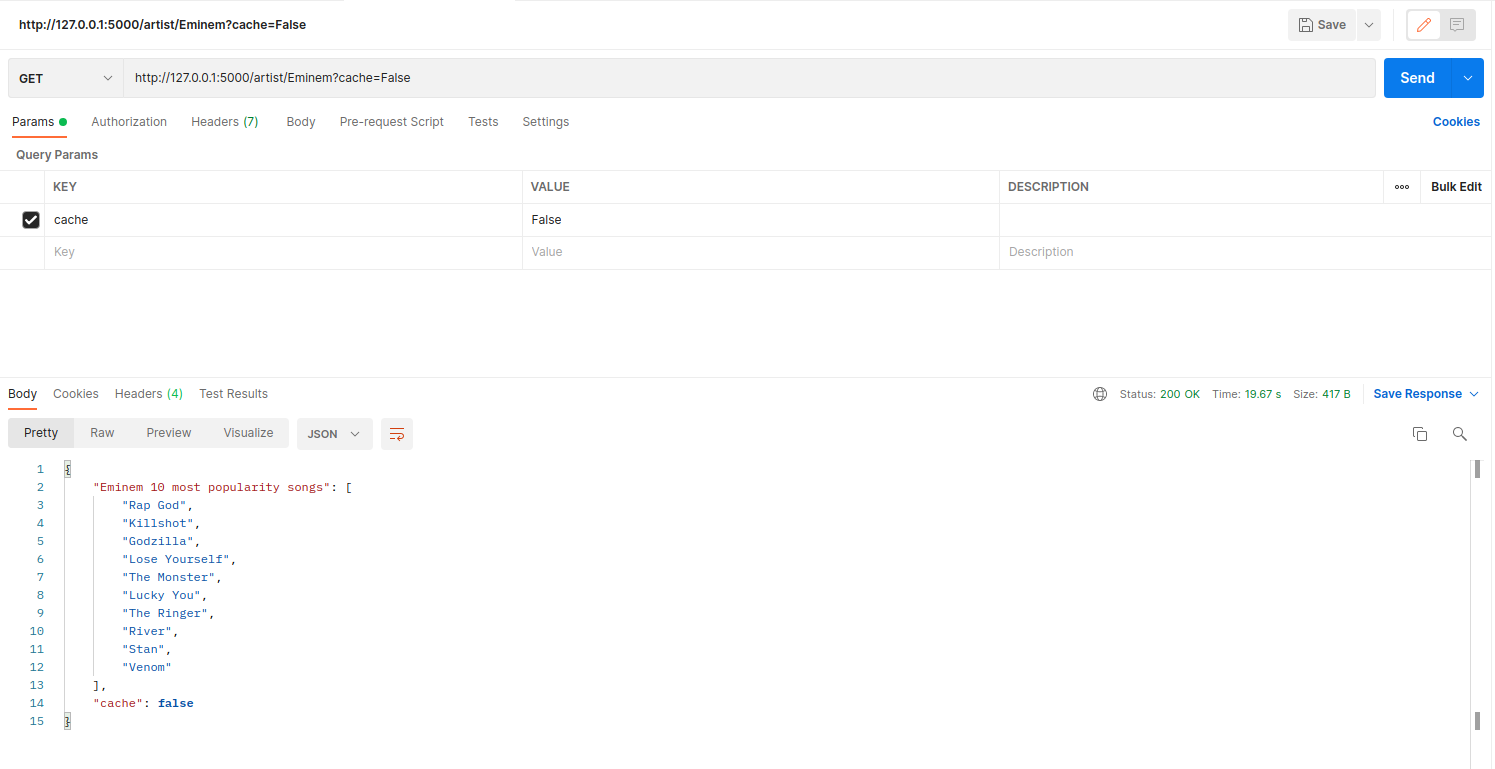 http://127.0.0.1:5000/artist/Eminem?cache=False
Save
GET
http://127.0.0.1:5000/artist/Eminem?cache=False
Send
Params Authorization Headers (7) Body Pre-request Script Tests Settings Cookies
Query Params
KEY VALUE DESCRIPTION ooo Bulk Edit
cache False
Key Value Description
Body Cookies Headers (4) Test Results Status: 200 OK Time: 19.67 s Size: 417 B Save Response
Pretty Raw Preview Visualize JSON
1 {
2 "Eminem 10 most popularity songs": [
3 "Rap God",
4 "Killshot",
5 "Godzilla",
6 "Lose Yourself",
7 "The Monster",
8 "Lucky You",
9 "The Ringer",
10 "River",
11 "Stan",
12 "Venom"
13 ],
14 "cache": false
15 }